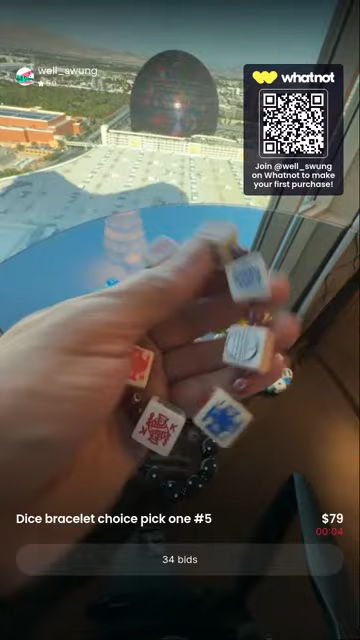 well_swung
whatnot
Join @well_swung
on Whatnot to make
your first purchase!
Dice bracelet choice pick one #5
$79
00:04
34 bids
K
K